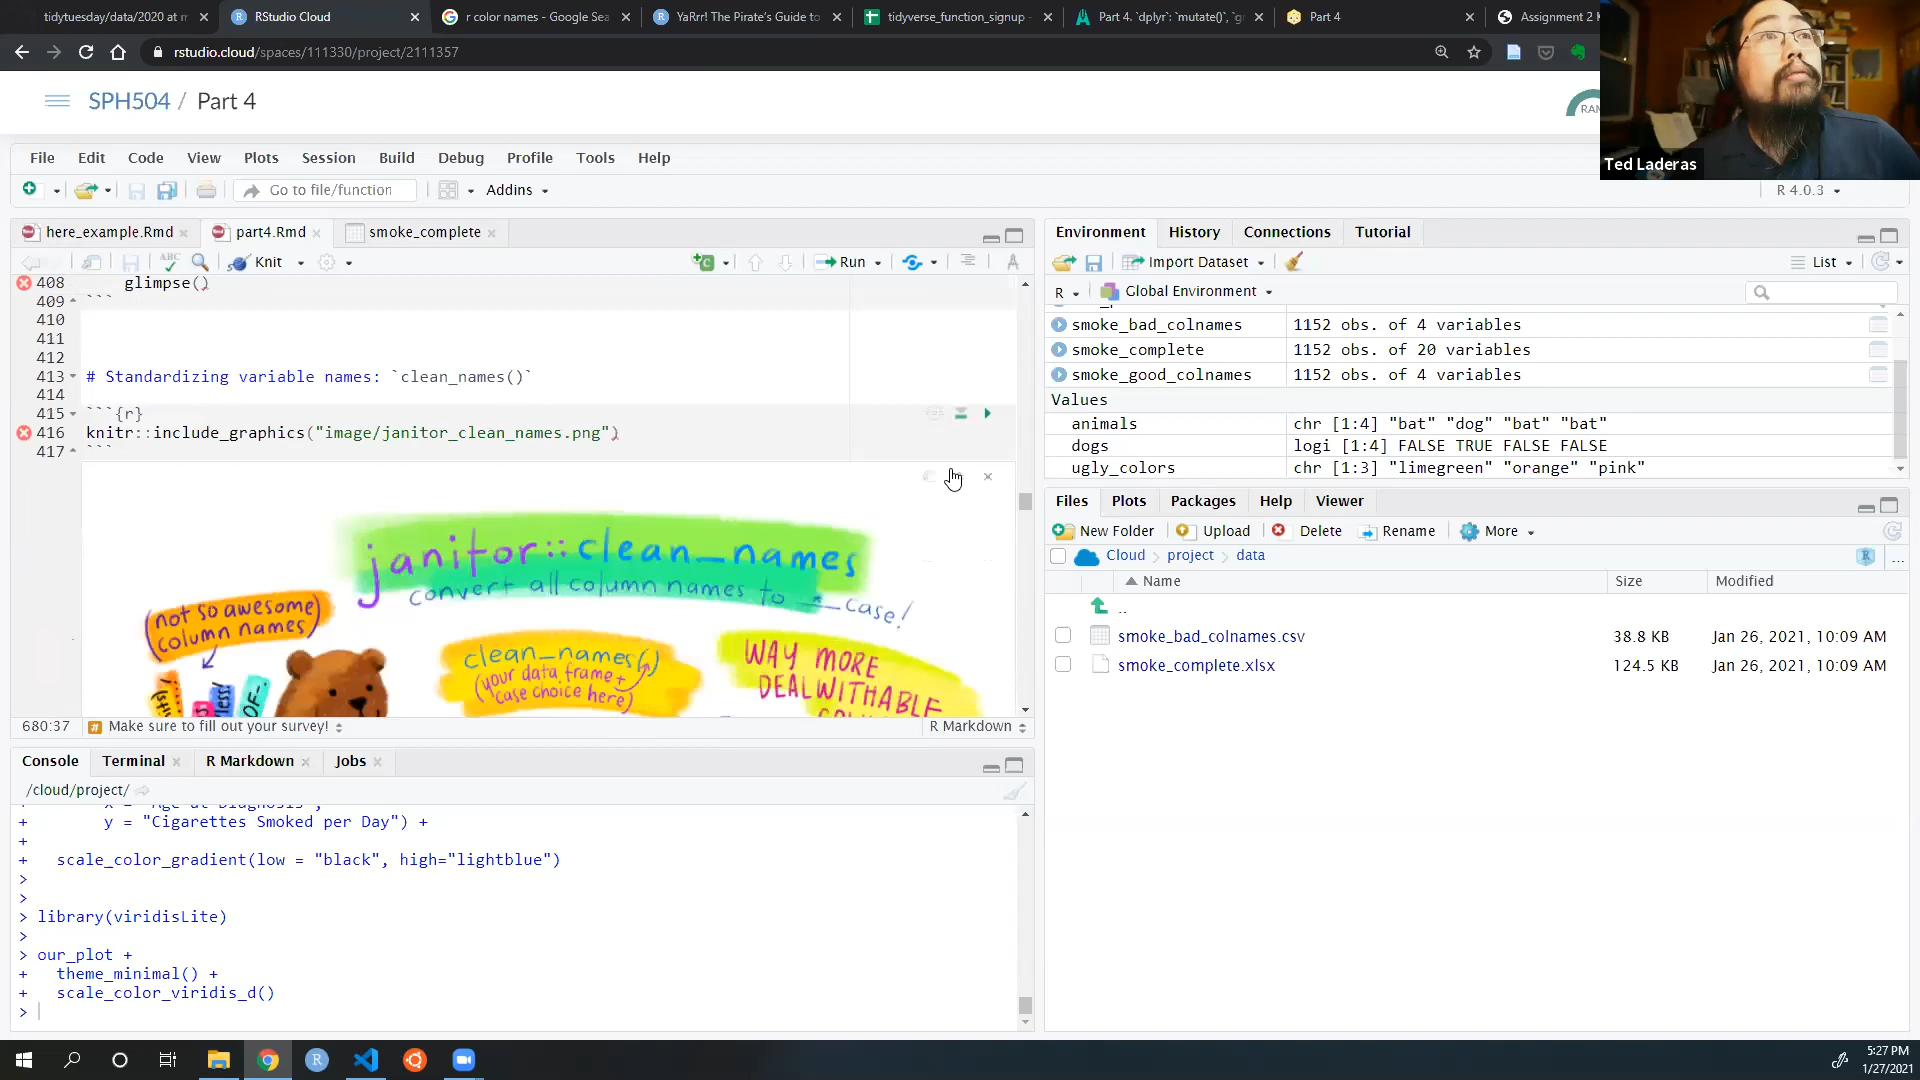 tidytuesday/data/2020 at m
RStudio Cloud
r color names - Google Sea
YaRrr! The Pirate's Guide to
tidyverse_function_signup -
Part 4. `dplyr`: `mutate()`, `g
Part 4
Assignment 2
rstudio.cloud/spaces/111330/project/2111357
SPH504 / Part 4
RAM
Ted Laderas
File Edit Code View Plots Session Build Debug Profile Tools Help
Go to file/function
Addins
R 4.0.3
here_example.Rmd
part4.Rmd
smoke_complete
ABC
Knit
Run
408 glimpse()
409 ```
410
411
412
413 # Standardizing variable names: `clean_names()`
414
415 ```{r}
416 knitr::include_graphics("image/janitor_clean_names.png")
417 ```
janitor::clean_names
convert all column names to *_case!
(not so awesome)
column names
clean_names()
(your data frame +
case choice here)
WAY MORE
DEALWITHABLE
680:37 Make sure to fill out your survey!
R Markdown
Console Terminal R Markdown Jobs
/cloud/project/
+ x = "Age at Diagnosis",
+ y = "Cigarettes Smoked per Day") +
+
+ scale_color_gradient(low = "black", high="lightblue")
>
>
> library(viridisLite)
>
> our_plot +
+ theme_minimal() +
+ scale_color_viridis_d()
>
Environment History Connections Tutorial
Import Dataset
List
R
Global Environment
smoke_bad_colnames 1152 obs. of 4 variables
smoke_complete 1152 obs. of 20 variables
smoke_good_colnames 1152 obs. of 4 variables
Values
animals chr [1:4] "bat" "dog" "bat" "bat"
dogs logi [1:4] FALSE TRUE FALSE FALSE
ugly_colors chr [1:3] "limegreen" "orange" "pink"
Files Plots Packages Help Viewer
New Folder Upload Delete Rename More
Cloud project data
Name Size Modified
..
smoke_bad_colnames.csv 38.8 KB Jan 26, 2021, 10:09 AM
smoke_complete.xlsx 124.5 KB Jan 26, 2021, 10:09 AM
5:27 PM
1/27/2021